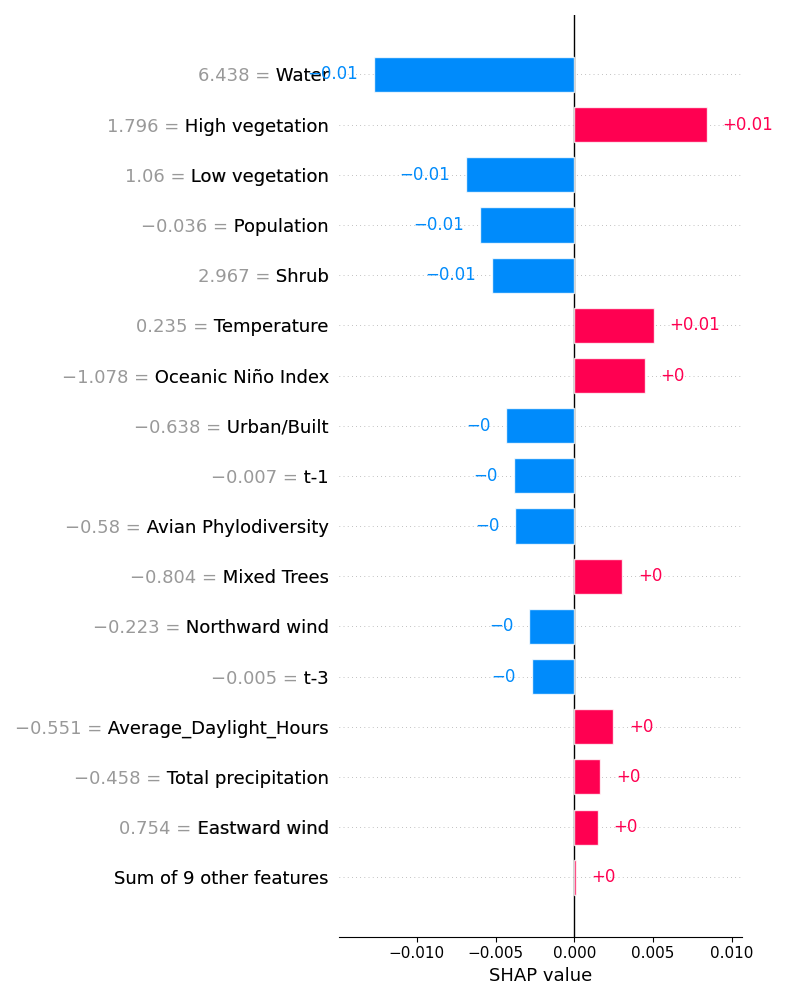 6.438 = Water −0.01
1.796 = High vegetation +0.01
1.06 = Low vegetation −0.01
−0.036 = Population −0.01
2.967 = Shrub −0.01
0.235 = Temperature +0.01
−1.078 = Oceanic Niño Index +0
−0.638 = Urban/Built −0
−0.007 = t-1 −0
−0.58 = Avian Phylodiversity −0
−0.804 = Mixed Trees +0
−0.223 = Northward wind −0
−0.005 = t-3 −0
−0.551 = Average_Daylight_Hours +0
−0.458 = Total precipitation +0
0.754 = Eastward wind +0
Sum of 9 other features +0
−0.010 −0.005 0.000 0.005 0.010
SHAP value